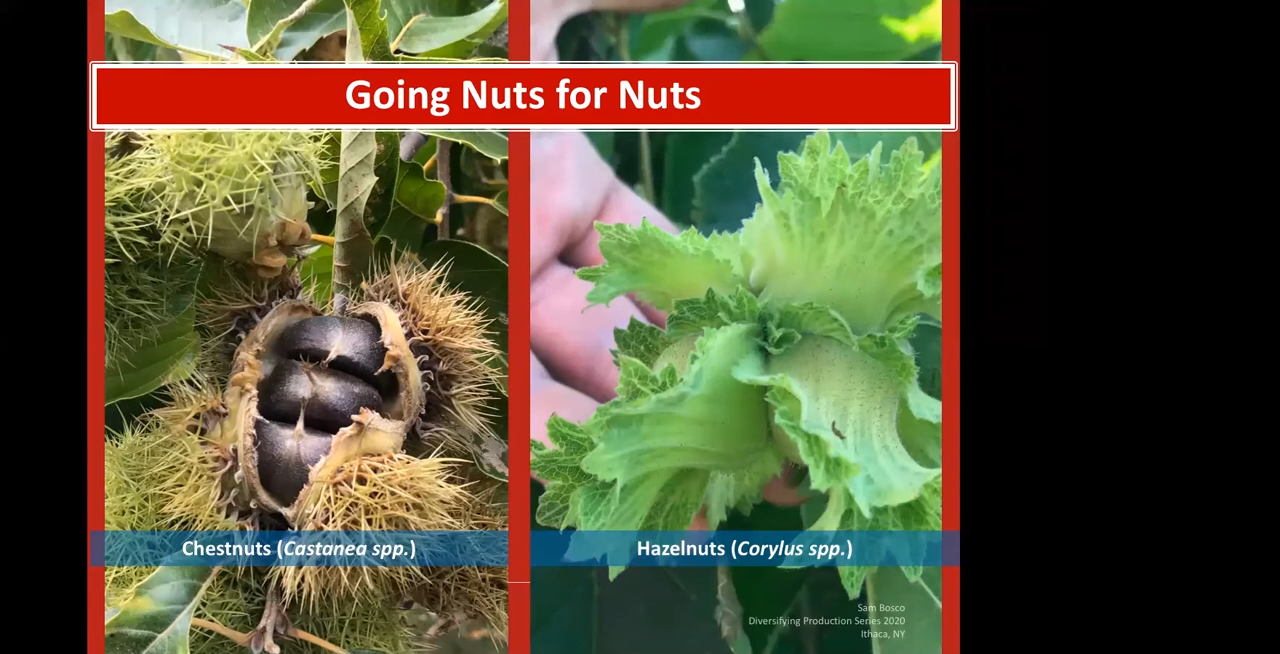 Going Nuts for Nuts
Chestnuts (Castanea spp.)
Hazelnuts (Corylus spp.)
Sam Bosco
Diversifying Production Series 2020
Ithaca, NY